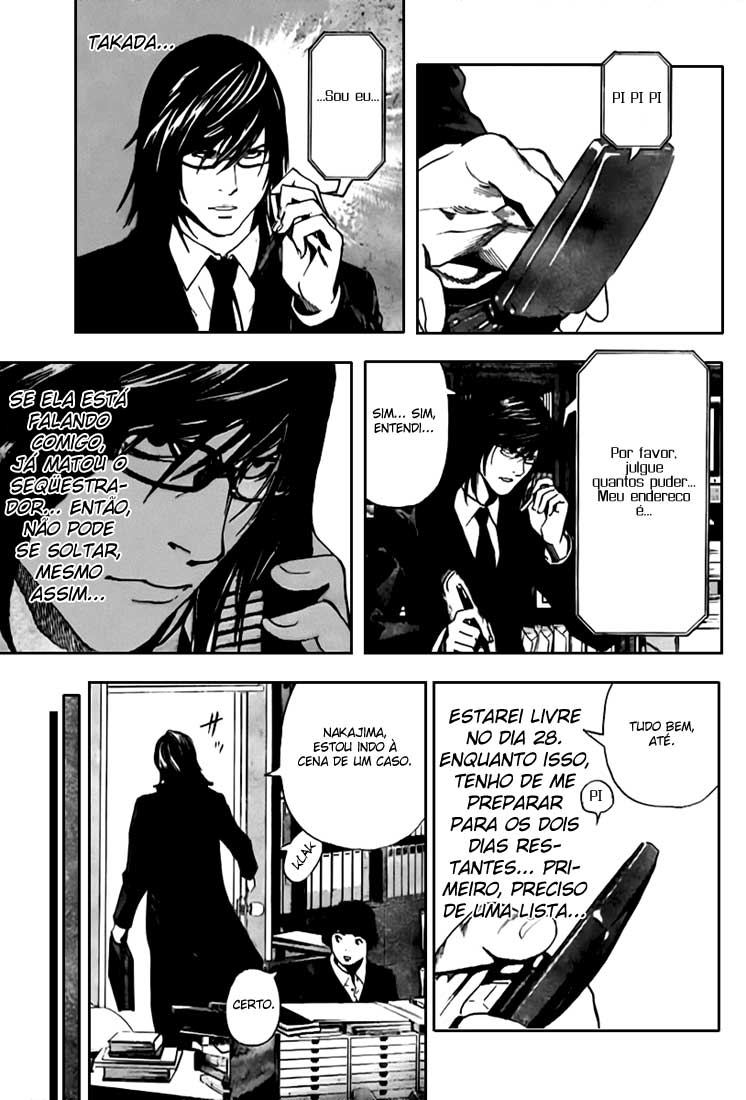 PI PI PI
...Sou eu...
TAKADA...
Por favor,
julgue
quantos puder...
Meu endereco
é...
SIM... SIM,
ENTENDI...
SE ELA ESTÁ
FALANDO
COMIGO,
JÁ MATOU O
SEQÜESTRA-
DOR... ENTÃO,
NÃO PODE
SE SOLTAR,
MESMO
ASSIM...
TUDO BEM,
ATÉ.
PI
ESTAREI LIVRE
NO DIA 28.
ENQUANTO ISSO,
TENHO DE ME
PREPARAR
PARA OS DOIS
DIAS RES-
TANTES... PRI-
MEIRO, PRECISO
DE UMA LISTA...
NAKAJIMA,
ESTOU INDO À
CENA DE UM CASO.
KLAK
CERTO.